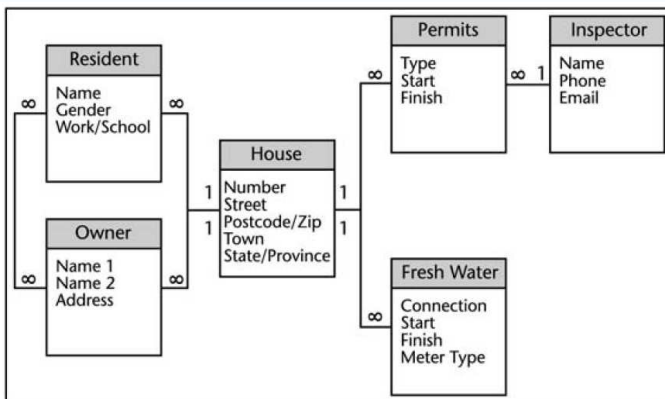 Resident
Name
Gender
Work/School
∞
∞
∞
∞
Owner
Name 1
Name 2
Address
House
Number
Street
Postcode/Zip
Town
State/Province
1
1
1
1
Permits
Type
Start
Finish
∞
∞
1
Inspector
Name
Phone
Email
Fresh Water
Connection
Start
Finish
Meter Type
∞